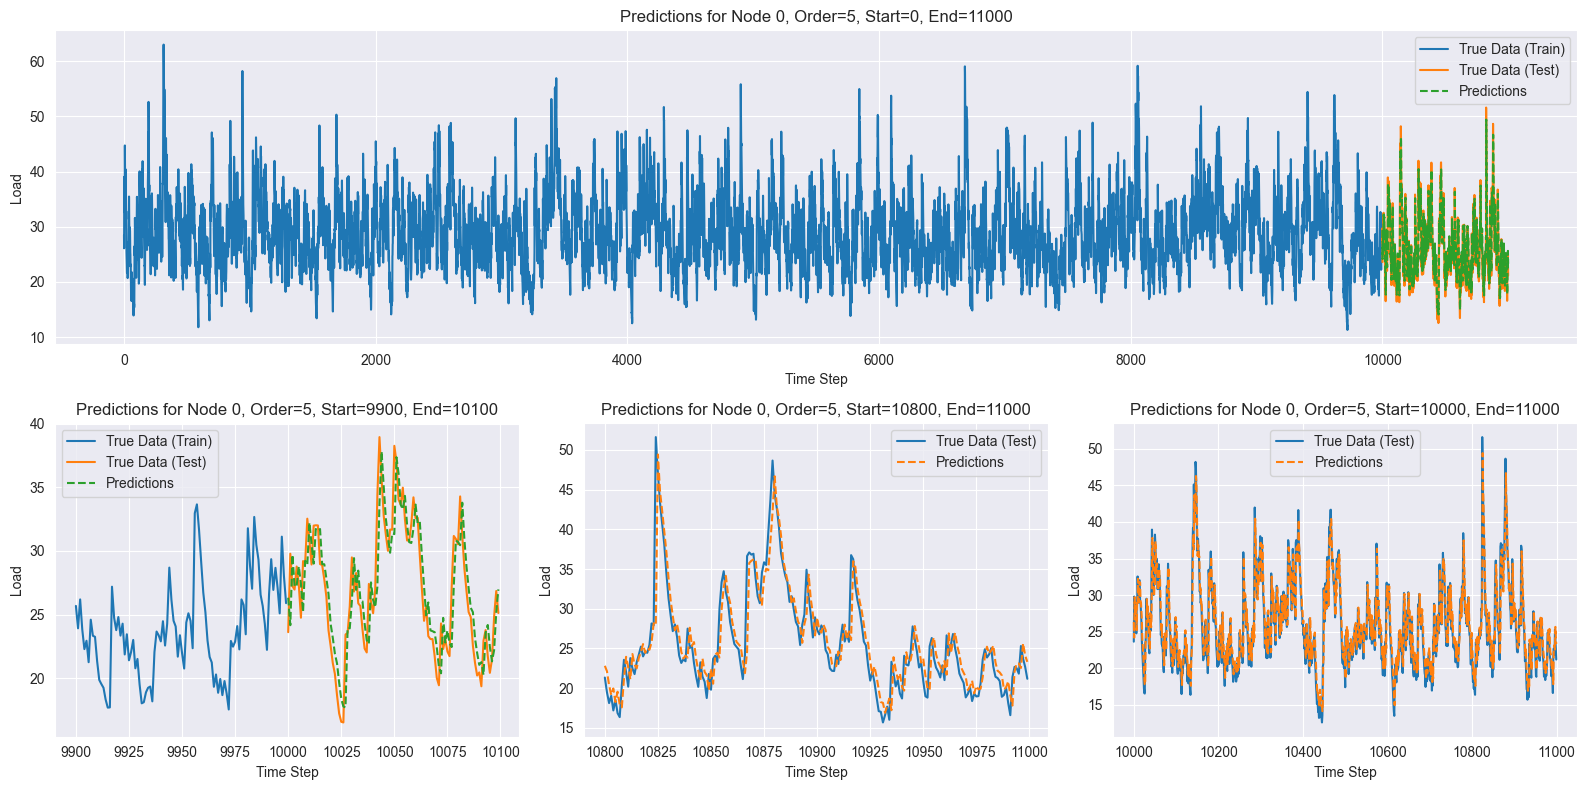 Predictions for Node 0, Order=5, Start=0, End=11000
Load
60
50
40
30
20
10
True Data (Train)
True Data (Test)
Predictions
0
2000
4000
6000
8000
10000
Time Step
Predictions for Node 0, Order=5, Start=9900, End=10100
Load
40
35
30
25
20
True Data (Train)
True Data (Test)
Predictions
9900
9925
9950
9975
10000
10025
10050
10075
10100
Time Step
Predictions for Node 0, Order=5, Start=10800, End=11000
Load
50
45
40
35
30
25
20
15
True Data (Test)
Predictions
10800
10825
10850
10875
10900
10925
10950
10975
11000
Time Step
Predictions for Node 0, Order=5, Start=10000, End=11000
Load
50
45
40
35
30
25
20
15
True Data (Test)
Predictions
10000
10200
10400
10600
10800
11000
Time Step